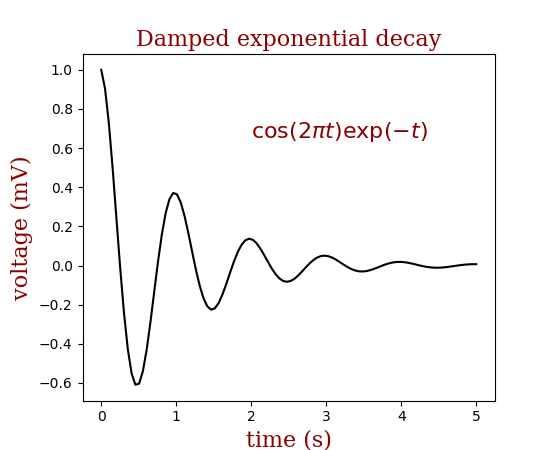 Damped exponential decay
cos(2πt)exp(−t)
voltage (mV)
1.0
0.8
0.6
0.4
0.2
0.0
−0.2
−0.4
−0.6
0 1 2 3 4 5
time (s)